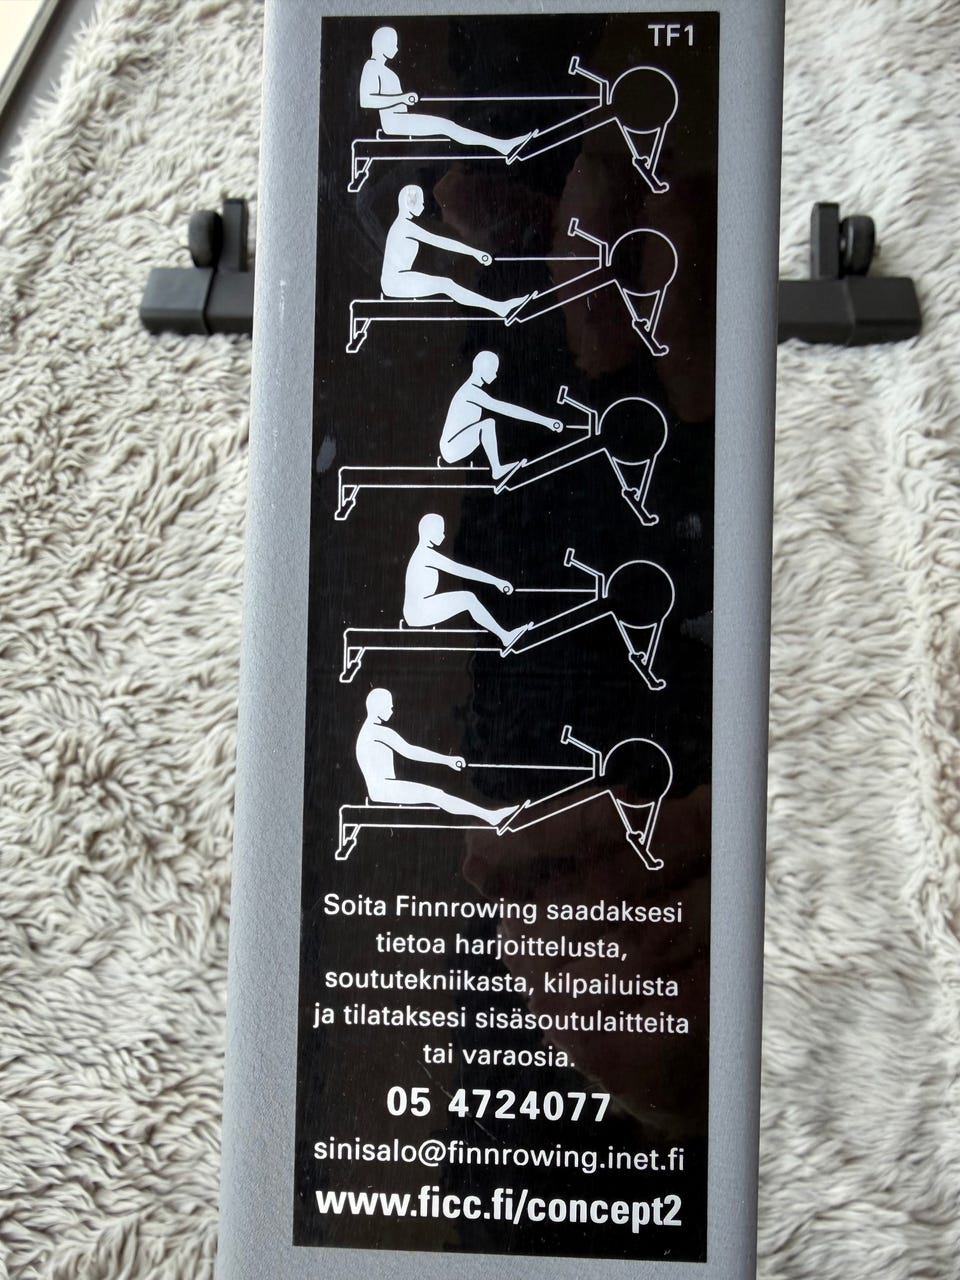 TF1
Soita Finnrowing saadaksesi
tietoa harjoittelusta,
soututekniikasta, kilpailuista
ja tilataksesi sisäsoutulaitteita
tai varaosia.
05 4724077
sinisalo@finnrowing.inet.fi
www.ficc.fi/concept2